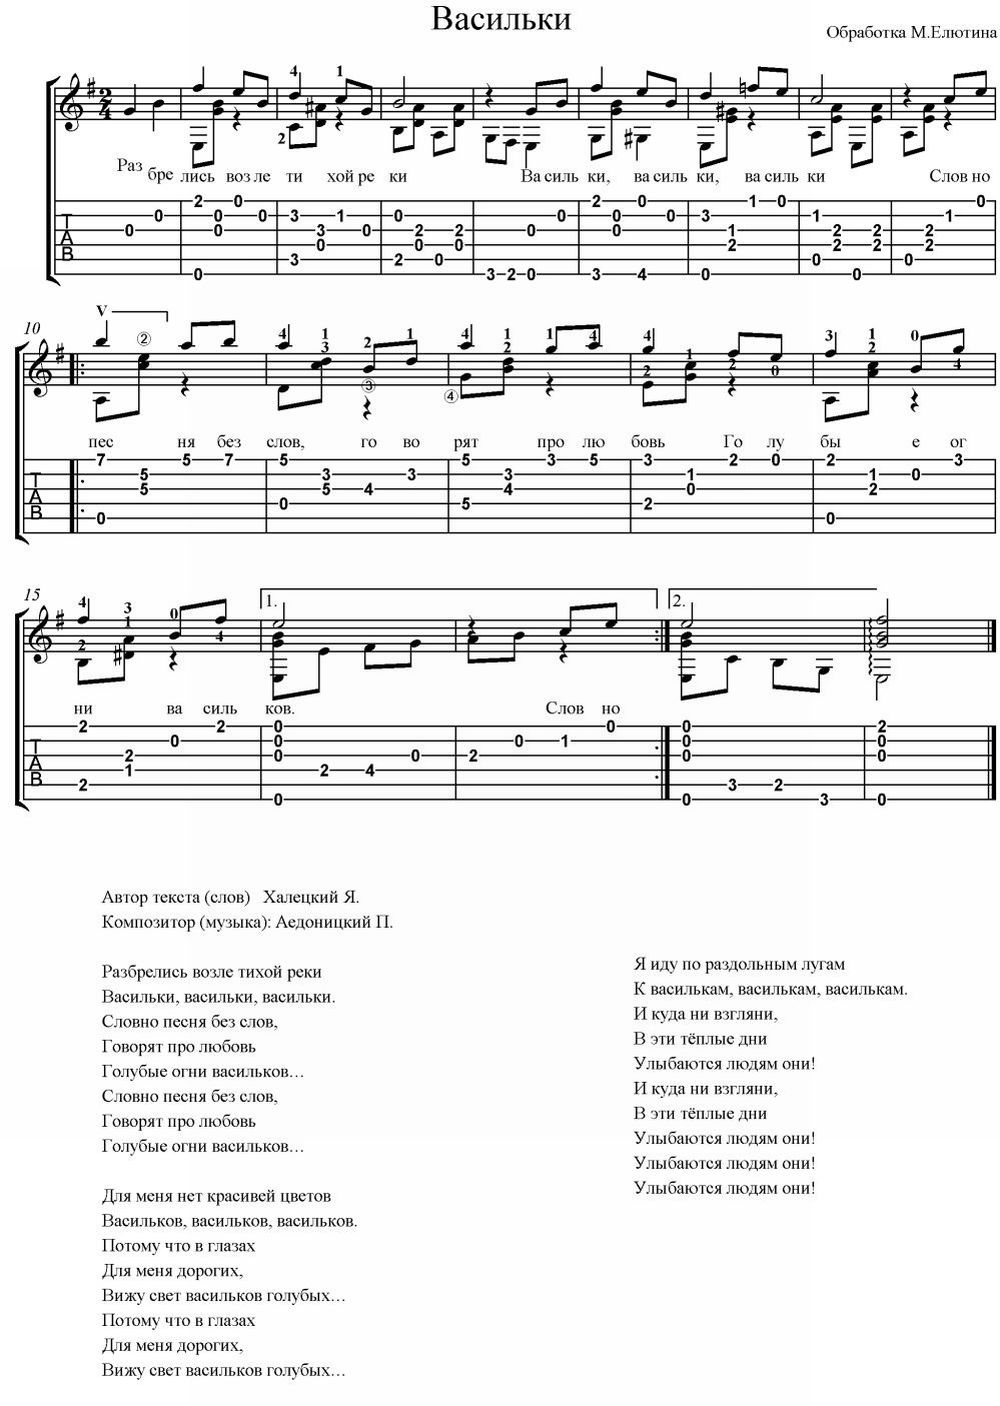 Васильки
Обработка М.Елютина
Раз бре лись воз ле ти хой ре ки Ва силь ки, ва силь ки, ва силь ки Слов но
10
пес ня без слов, го во рят про лю бовь Го лу бы е ог
15
1. 2.
ни ва силь ков. Слов но
Автор текста (слов) Халецкий Я.
Композитор (музыка): Аедоницкий П.
Разбрелись возле тихой реки
Васильки, васильки, васильки.
Словно песня без слов,
Говорят про любовь
Голубые огни васильков...
Словно песня без слов,
Говорят про любовь
Голубые огни васильков...
Для меня нет красивей цветов
Васильков, васильков, васильков.
Потому что в глазах
Для меня дорогих,
Вижу свет васильков голубых...
Потому что в глазах
Для меня дорогих,
Вижу свет васильков голубых...
Я иду по раздольным лугам
К василькам, василькам, василькам.
И куда ни взгляни,
В эти тёплые дни
Улыбаются людям они!
И куда ни взгляни,
В эти тёплые дни
Улыбаются людям они!
Улыбаются людям они!
Улыбаются людям они!